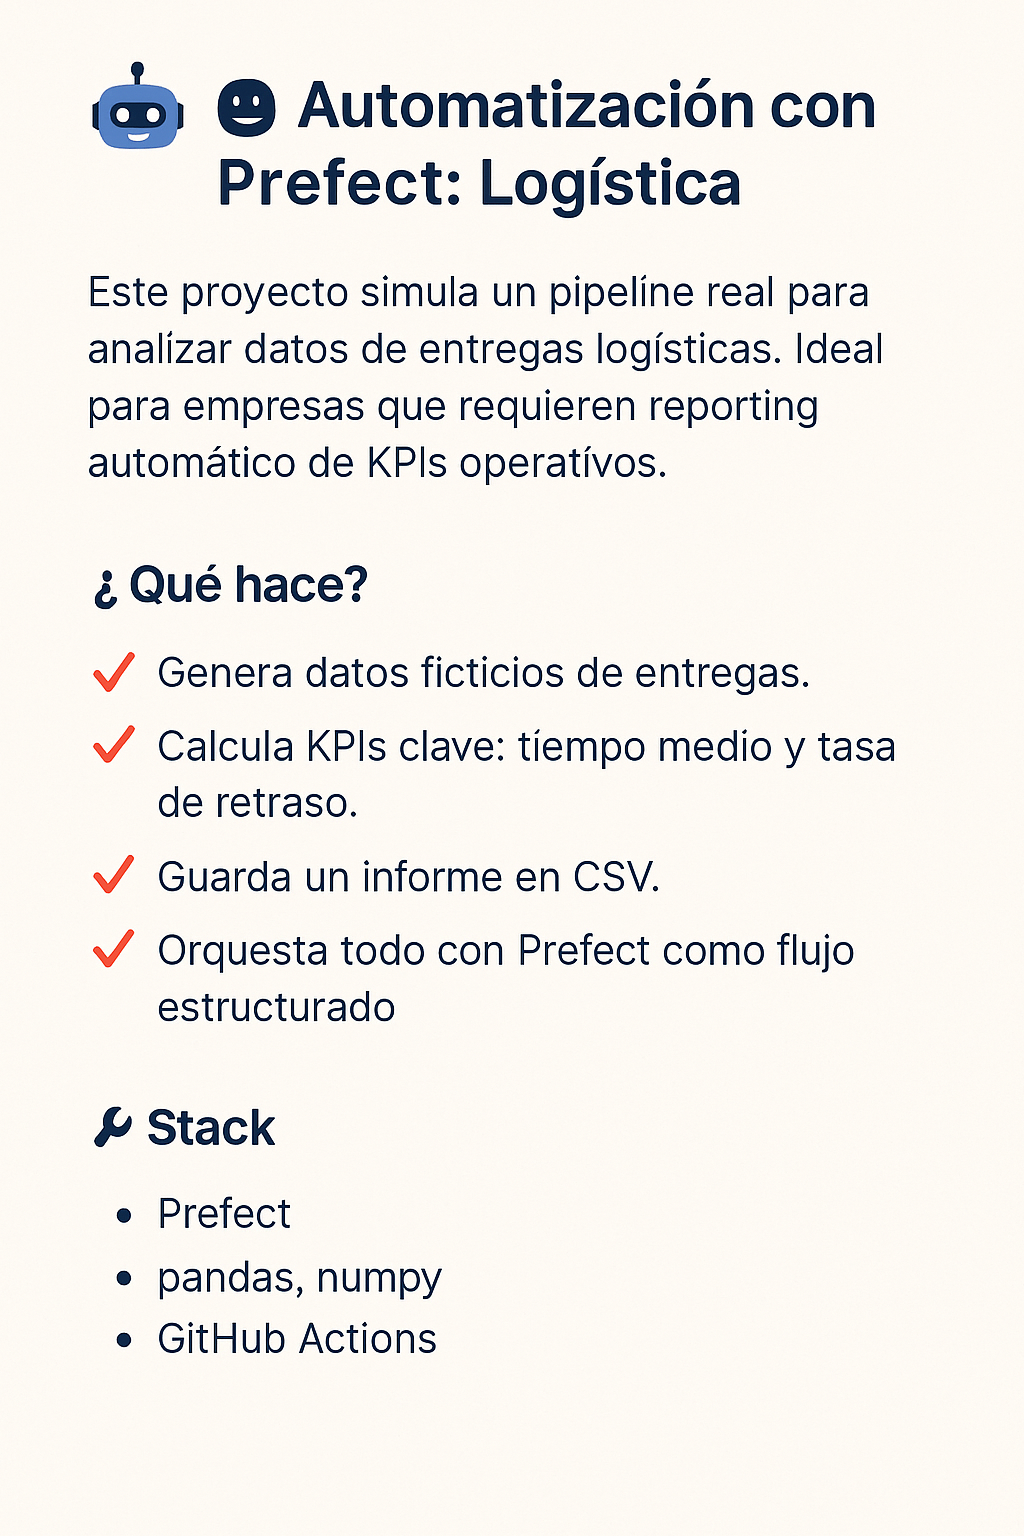 Automatización con
Prefect: Logística
Este proyecto simula un pipelíne real para
analízar datos de entregas logísticas. Ideal
para empresas que requieren reporting
automático de KPIs operatívos.
¿ Qué hace?
Genera datos ficticios de entregas.
Calcula KPIs clave: tíempo medio y tasa
de retraso.
Guarda un informe en CSV.
Orquesta todo con Prefect como flujo
estructurado
Stack
• Prefect
• pandas, numpy
• GitHub Actions